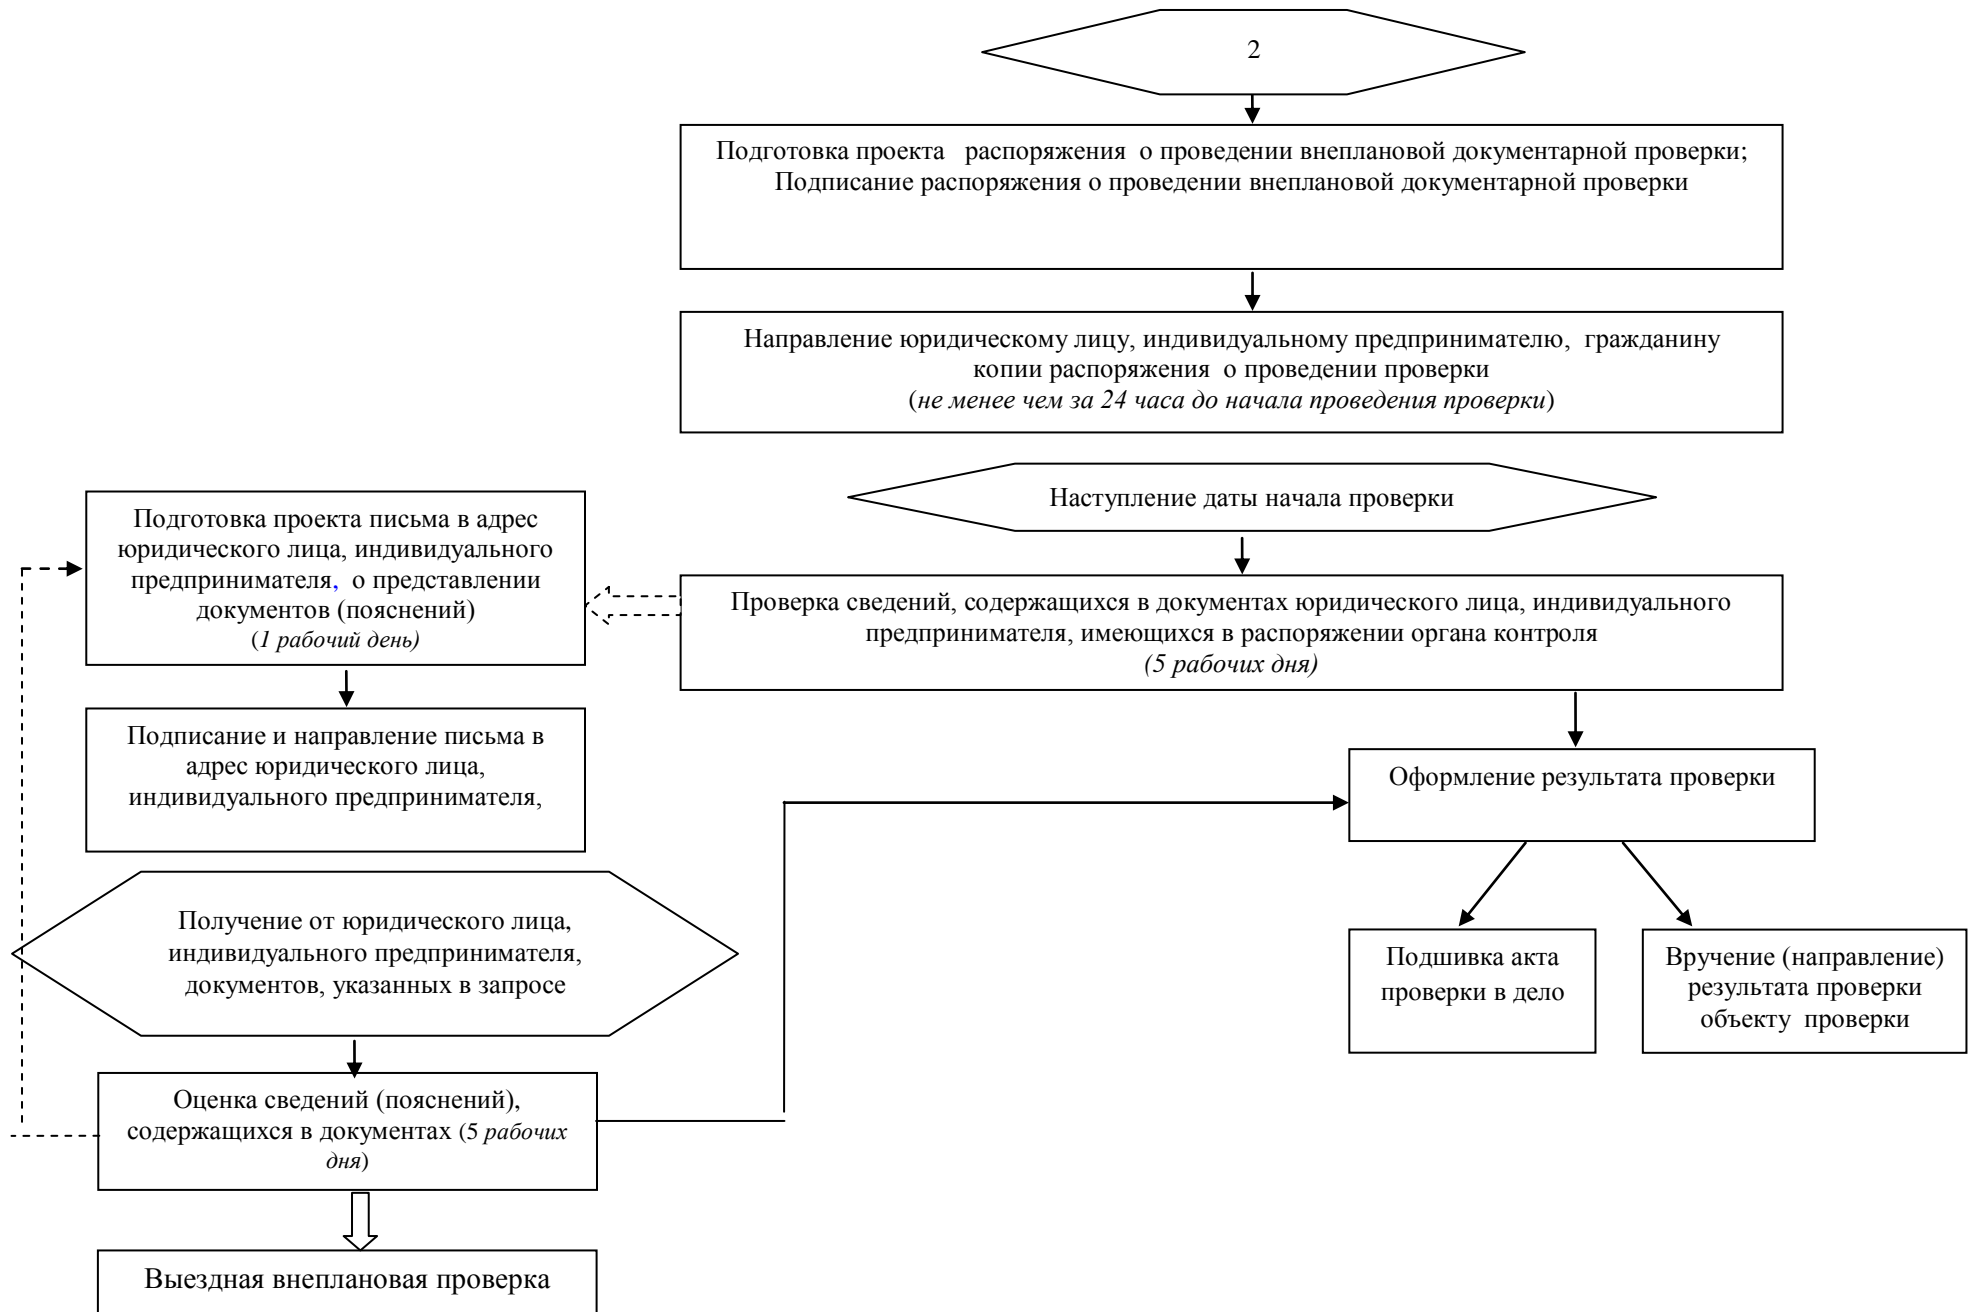 2
Подготовка проекта распоряжения о проведении внеплановой документарной проверки;
Подписание распоряжения о проведении внеплановой документарной проверки
Направление юридическому лицу, индивидуальному предпринимателю, гражданину
копии распоряжения о проведении проверки
(не менее чем за 24 часа до начала проведения проверки)
Наступление даты начала проверки
Подготовка проекта письма в адрес
юридического лица, индивидуального
предпринимателя, о представлении
документов (пояснений)
(1 рабочий день)
Проверка сведений, содержащихся в документах юридического лица, индивидуального
предпринимателя, имеющихся в распоряжении органа контроля
(5 рабочих дня)
Подписание и направление письма в
адрес юридического лица,
индивидуального предпринимателя,
Оформление результата проверки
Получение от юридического лица,
индивидуального предпринимателя,
документов, указанных в запросе
Подшивка акта
проверки в дело
Вручение (направление)
результата проверки
объекту проверки
Оценка сведений (пояснений),
содержащихся в документах (5 рабочих
дня)
Выездная внеплановая проверка